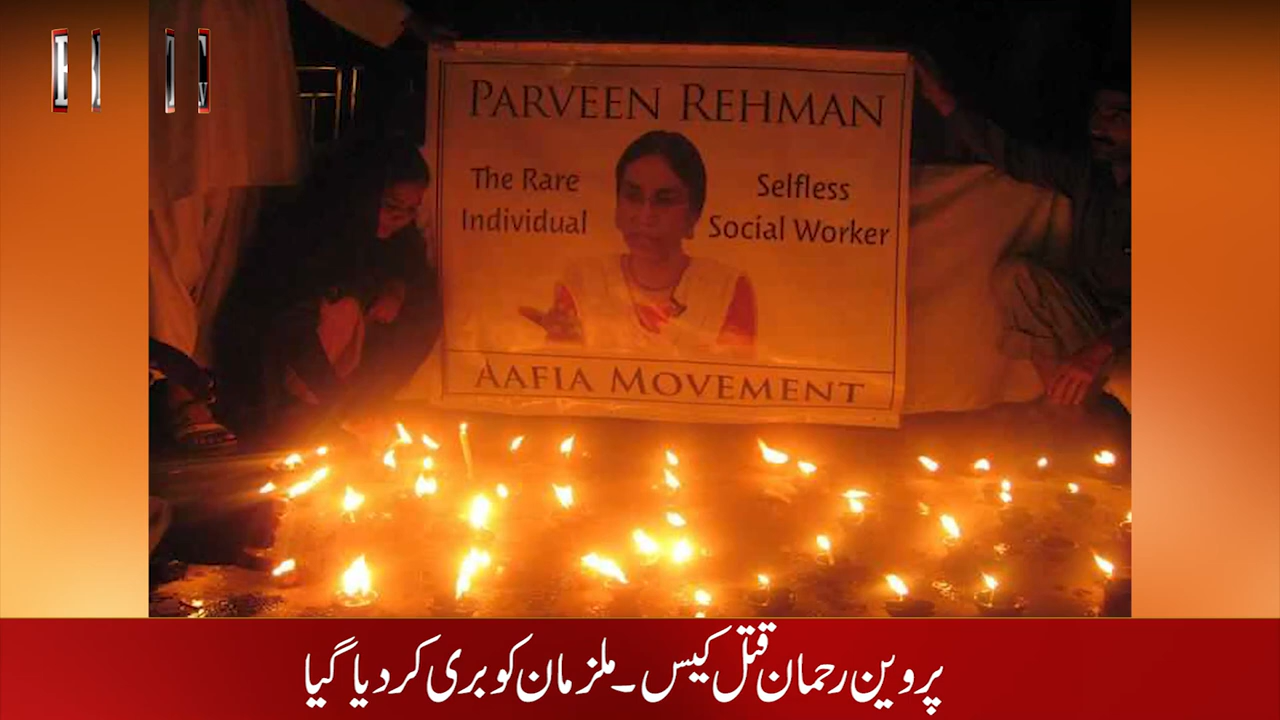 PARVEEN REHMAN
The Rare
Individual
Selfless
Social Worker
AAFIA MOVEMENT
پروین رحمان قتل کیس۔ ملزمان کو بری کر دیا گیا